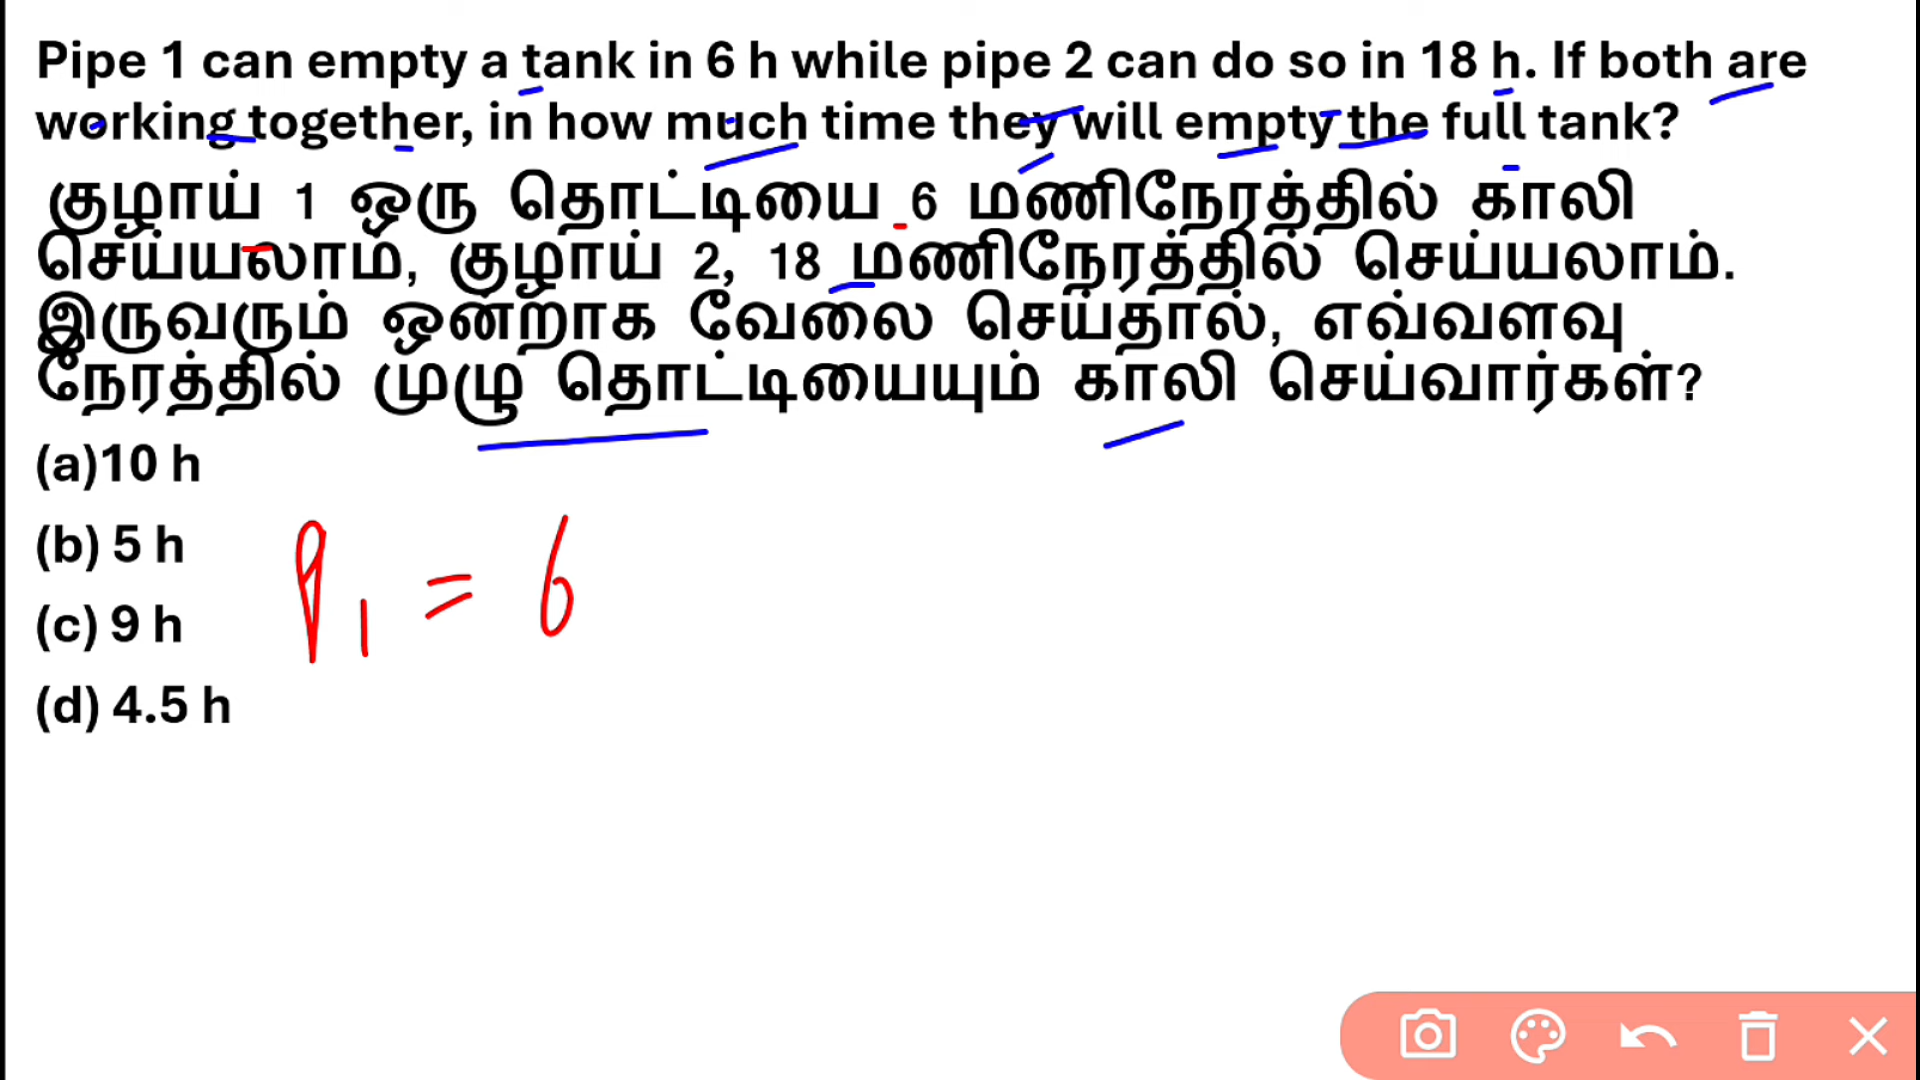 Pipe 1 can empty a tank in 6 h while pipe 2 can do so in 18 h. If both are
working together, in how much time they will empty the full tank?
குழாய் 1 ஒரு தொட்டியை 6 மணிநேரத்தில் காலி
செய்யலாம், குழாய் 2, 18 மணிநேரத்தில் செய்யலாம்.
இருவரும் ஒன்றாக வேலை செய்தால், எவ்வளவு
நேரத்தில் முழு தொட்டியையும் காலி செய்வார்கள்?
(a)10 h
(b) 5 h
(c) 9 h
(d) 4.5 h
P1 = 6